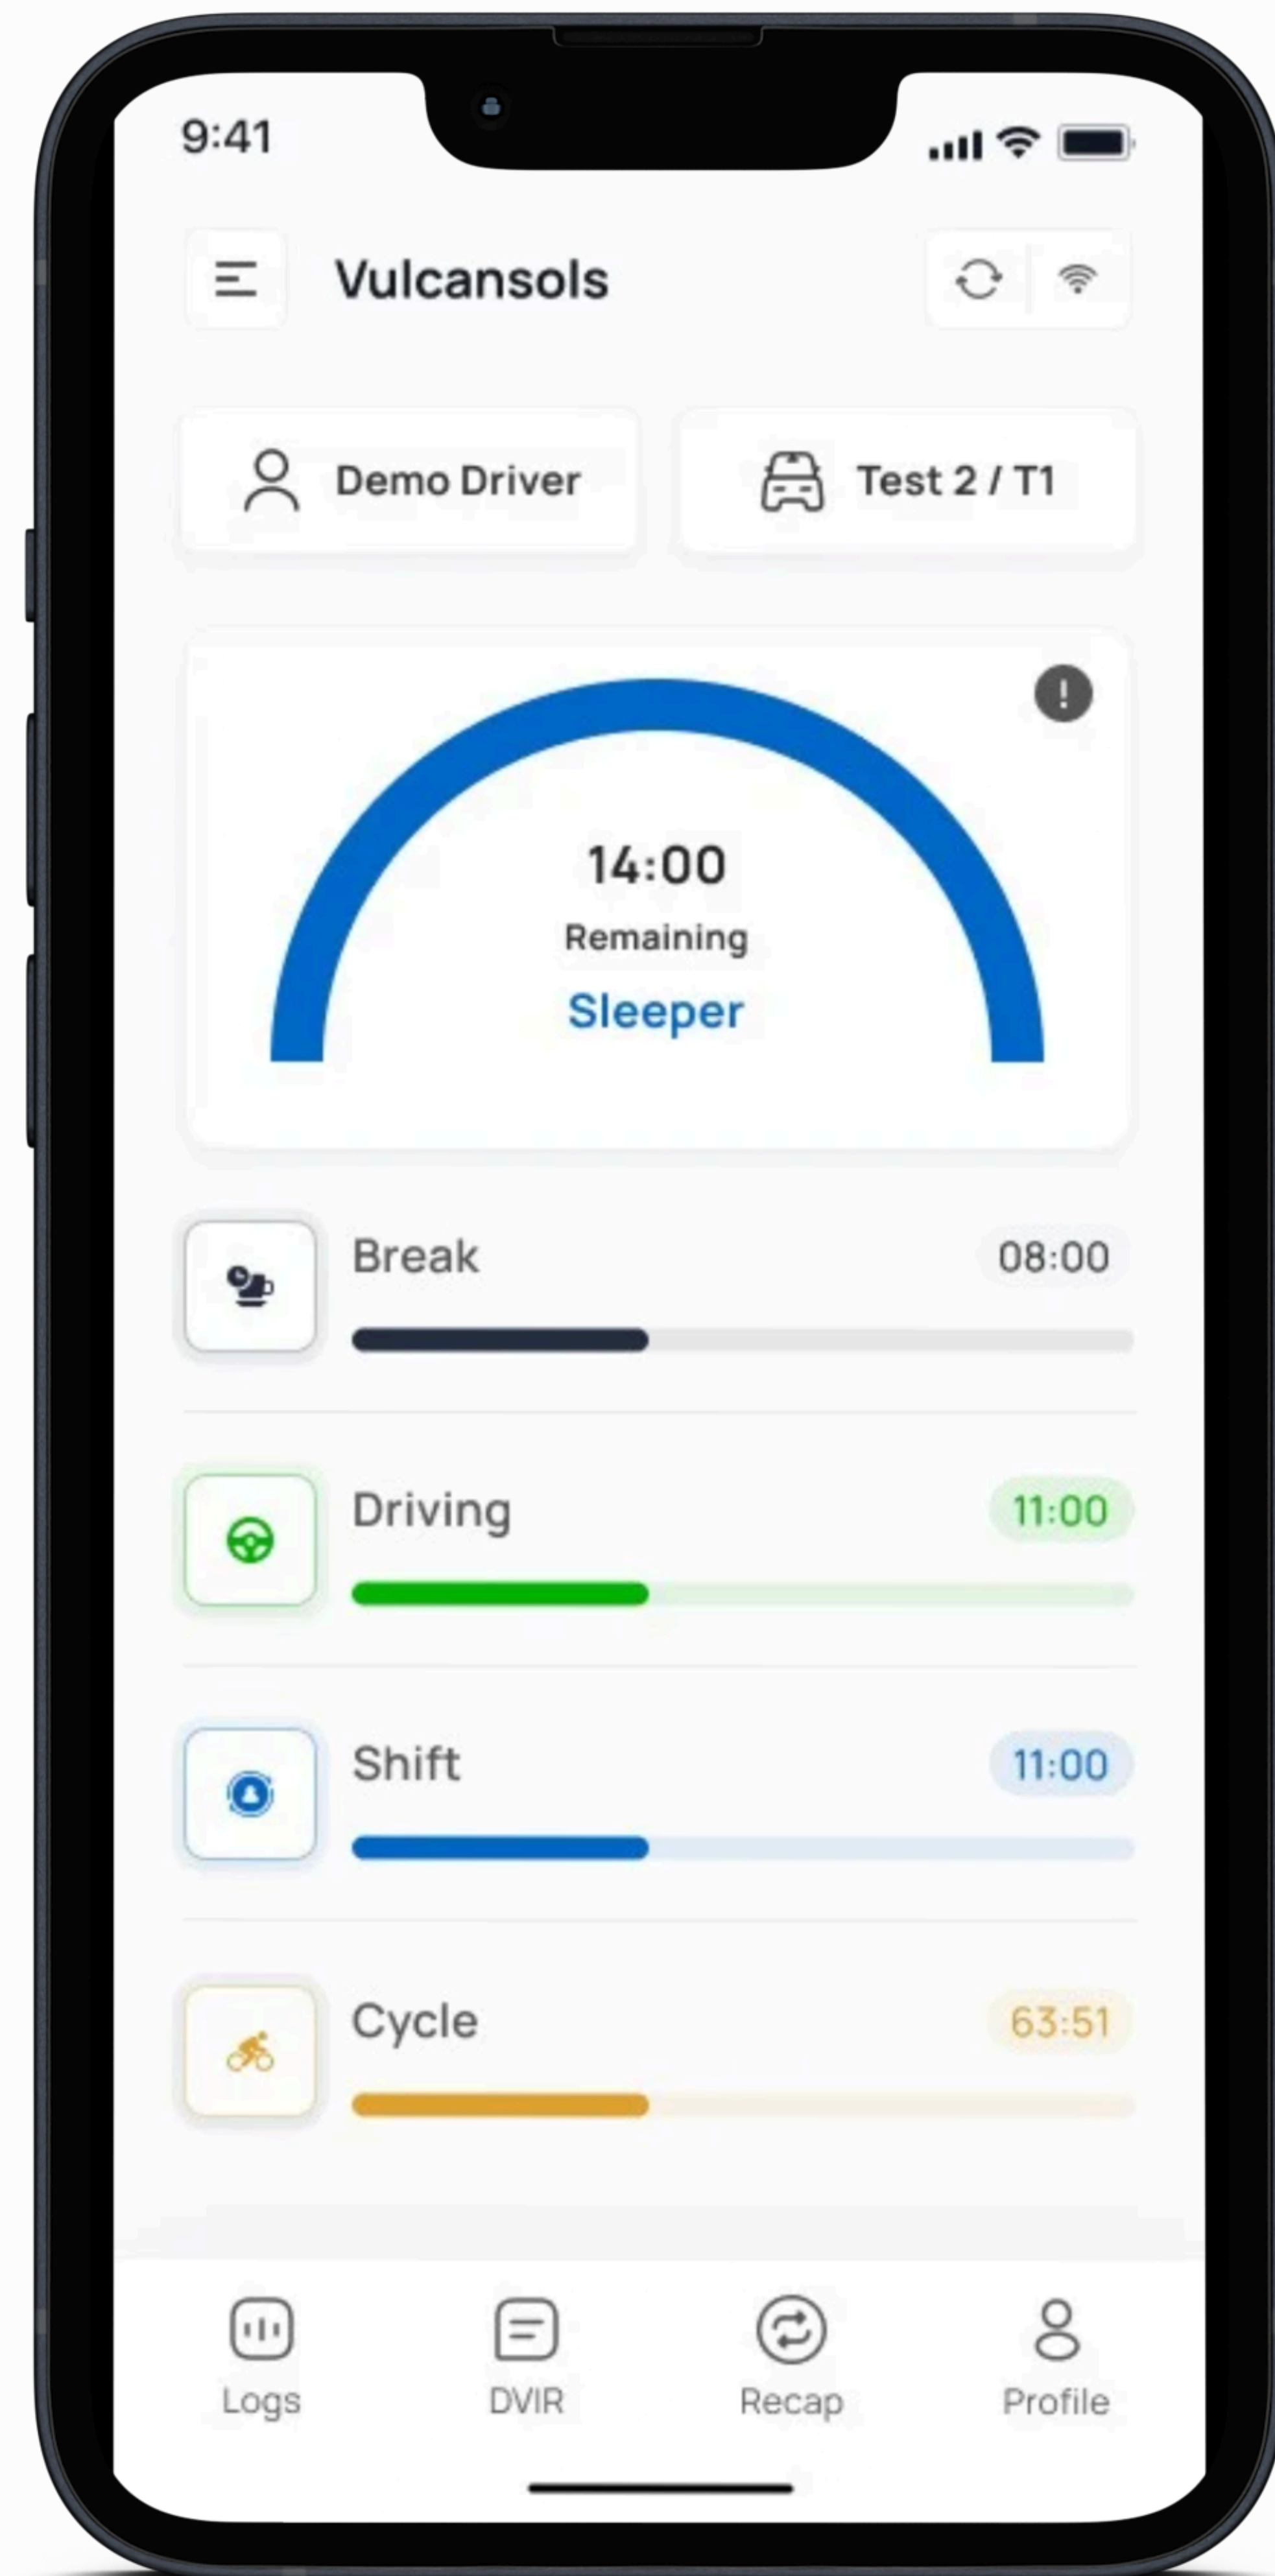 9:41
Vulcansols
Demo Driver
Test 2 / T1
!
14:00
Remaining
Sleeper
Break 08:00
Driving 11:00
Shift 11:00
Cycle 63:51
Logs DVIR Recap Profile